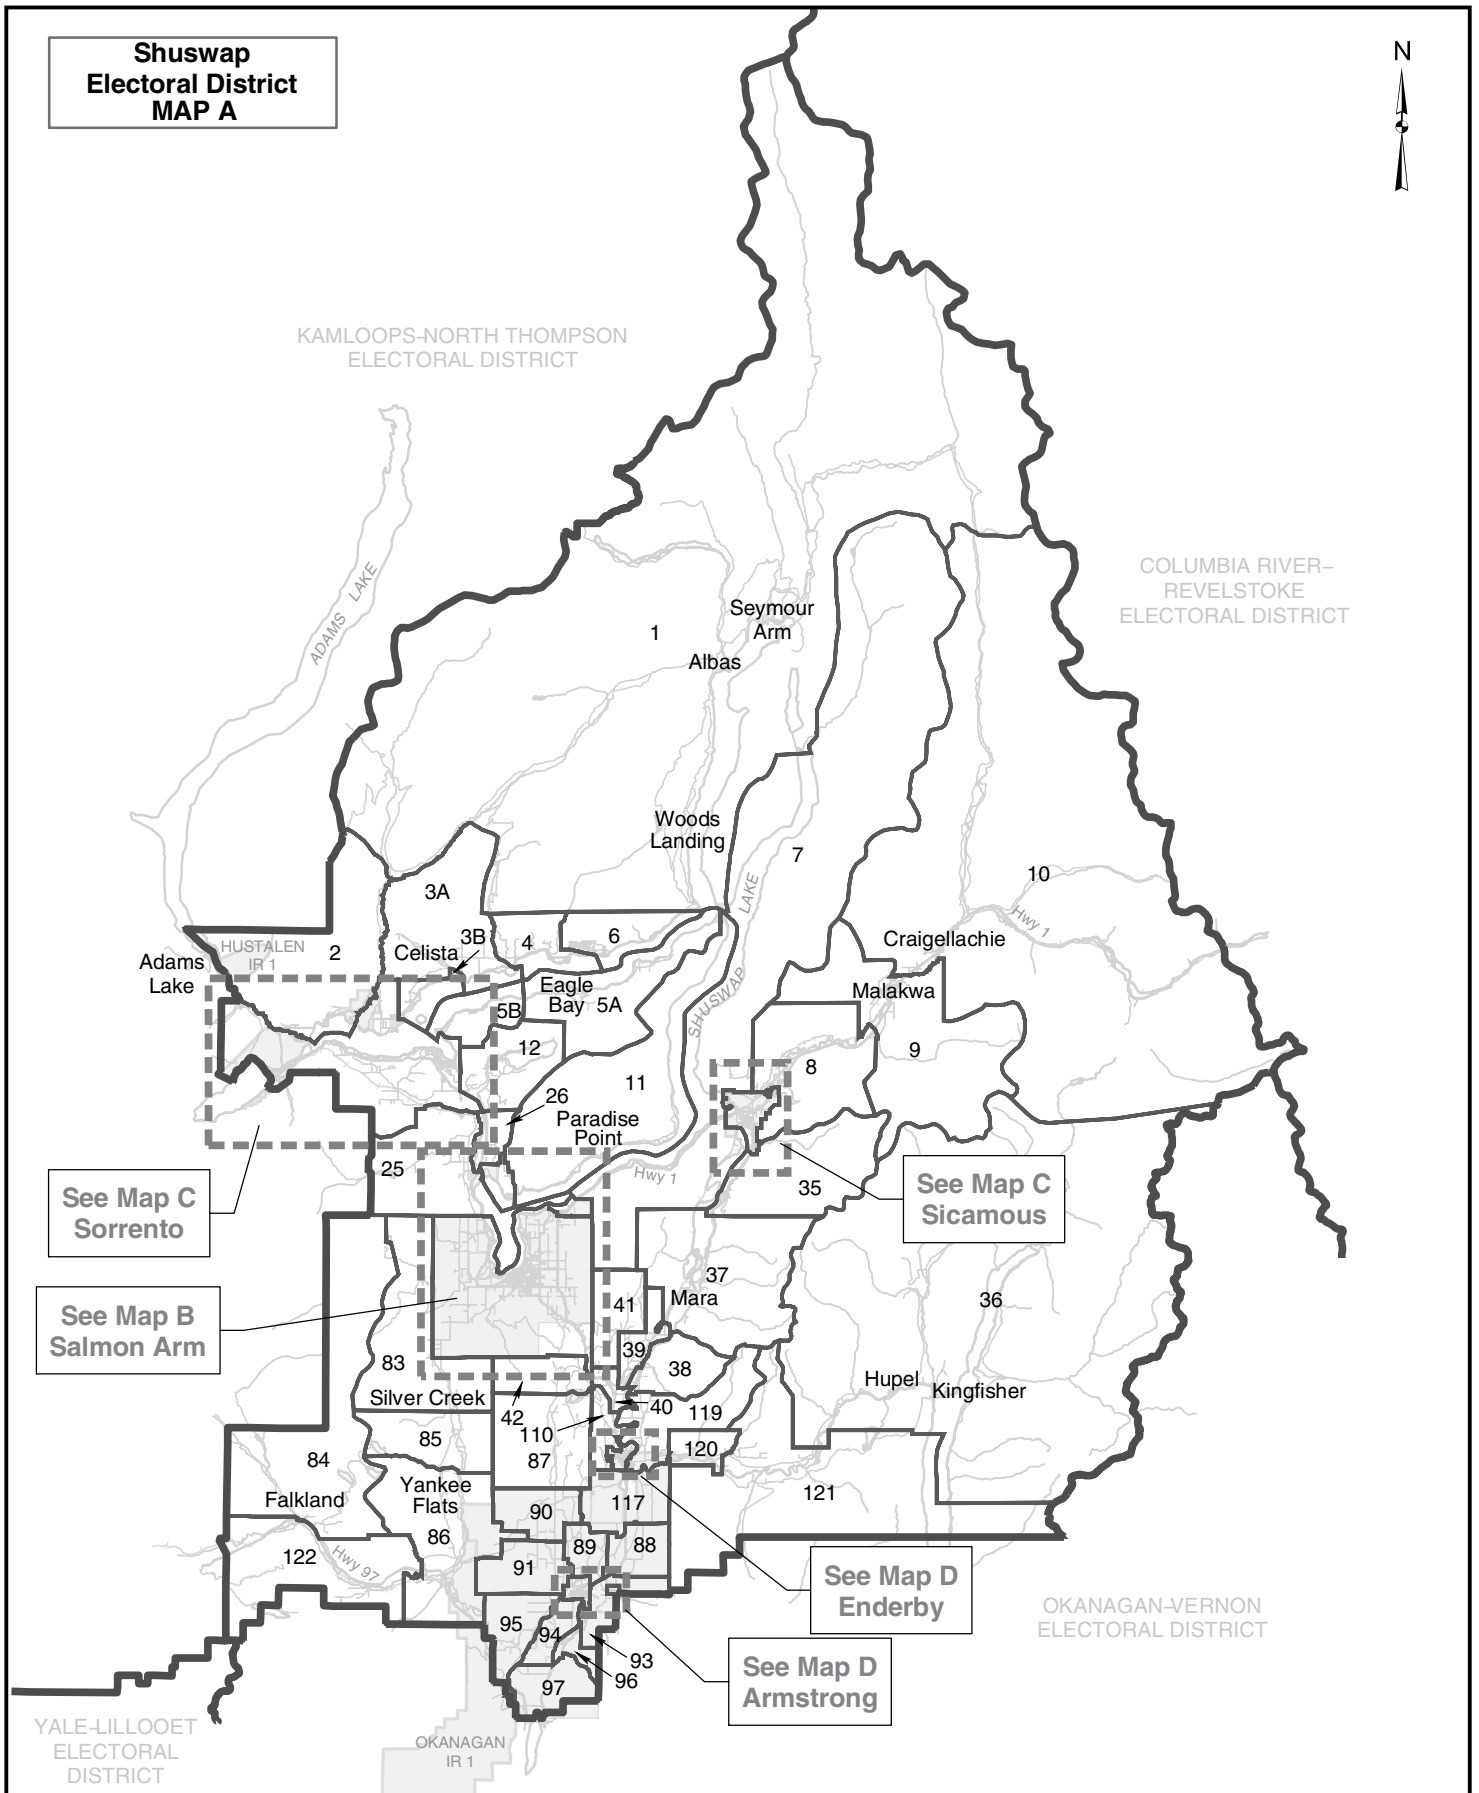 Shuswap
Electoral District
MAP A
N
KAMLOOPS–NORTH THOMPSON
ELECTORAL DISTRICT
ADAMS LAKE
COLUMBIA RIVER–
REVELSTOKE
ELECTORAL DISTRICT
Seymour
Arm
1
Albas
Woods
Landing
7
LAKE
SHUSWAP
10
Hwy 1
3A
Craigellachie
3B
4
6
HUSTALEN
IR 1
2
Celista
Adams
Lake
Malakwa
Eagle
Bay
5A
5B
12
9
8
11
26
Paradise
Point
25
Hwy 1
35
See Map C
Sorrento
See Map C
Sicamous
37
Mara
36
41
See Map B
Salmon Arm
39
38
83
Hupel
Kingfisher
Silver Creek
42
40
119
110
85
120
87
84
Yankee
Flats
121
Falkland
90
117
86
89
88
122
Hwy 97
91
See Map D
Enderby
OKANAGAN–VERNON
ELECTORAL DISTRICT
95
94
93
96
97
See Map D
Armstrong
YALE–LILLOOET
ELECTORAL
DISTRICT
OKANAGAN
IR 1